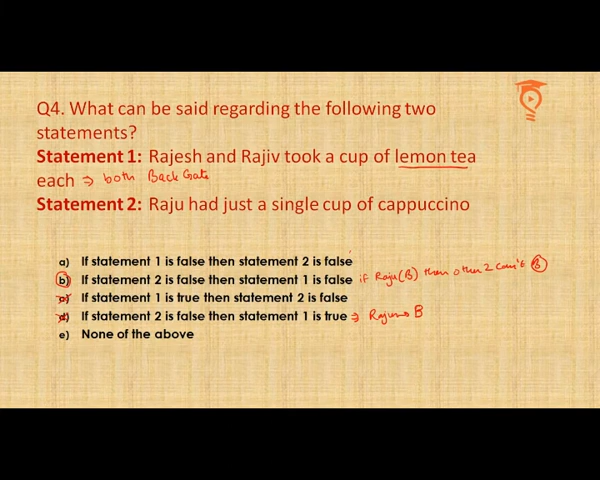 Q4. What can be said regarding the following two
statements?
Statement 1: Rajesh and Rajiv took a cup of lemon tea
each ⇒ both Back Gate
Statement 2: Raju had just a single cup of cappuccino
a) If statement 1 is false then statement 2 is false
b) If statement 2 is false then statement 1 is false if Raju (B) then other 2 can't B
c) If statement 1 is true then statement 2 is false
d) If statement 2 is false then statement 1 is true ⇒ Raju → B
e) None of the above